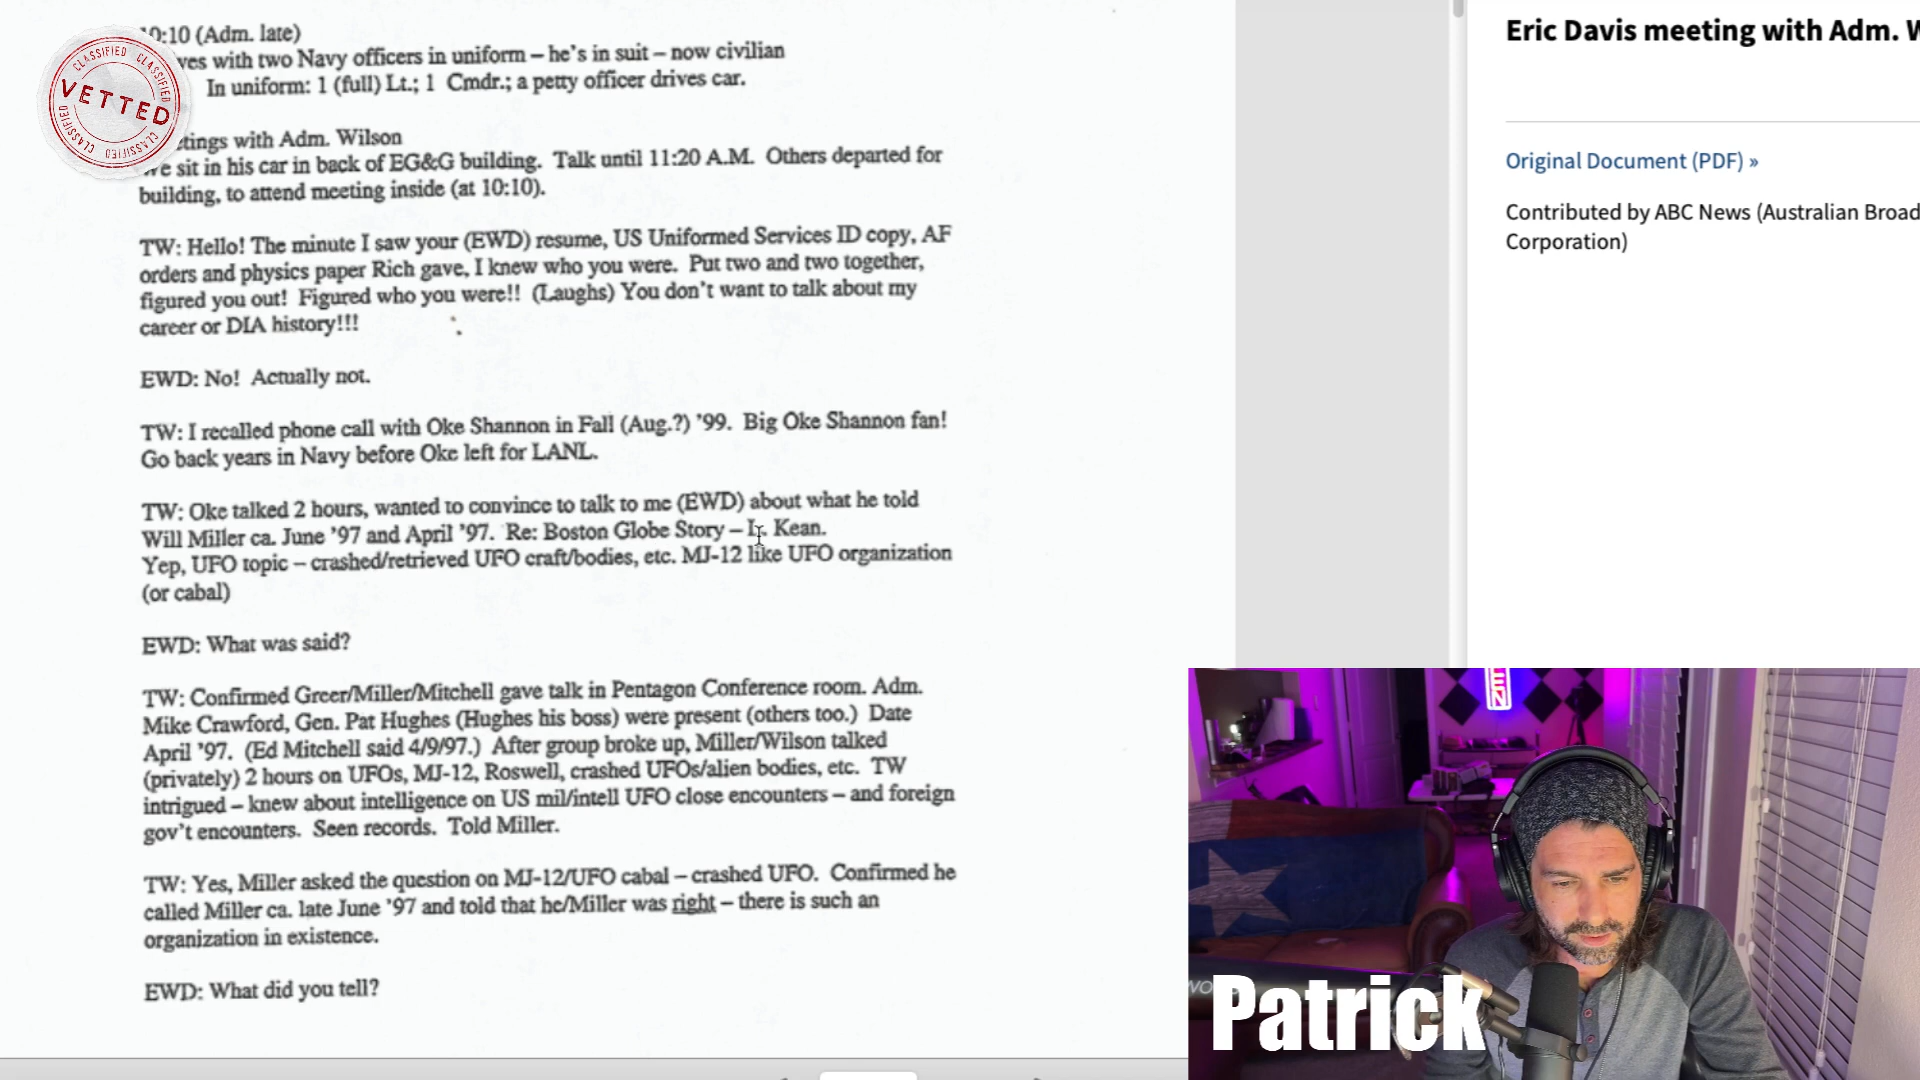 10:10 (Adm. late)
ves with two Navy officers in uniform – he's in suit – now civilian
In uniform: 1 (full) Lt.; 1 Cmdr.; a petty officer drives car.
etings with Adm. Wilson
We sit in his car in back of EG&G building. Talk until 11:20 A.M. Others departed for
building, to attend meeting inside (at 10:10).
TW: Hello! The minute I saw your (EWD) resume, US Uniformed Services ID copy, AF
orders and physics paper Rich gave, I knew who you were. Put two and two together,
figured you out! Figured who you were!! (Laughs) You don't want to talk about my
career or DIA history!!!
EWD: No! Actually not.
TW: I recalled phone call with Oke Shannon in Fall (Aug.?) '99. Big Oke Shannon fan!
Go back years in Navy before Oke left for LANL.
TW: Oke talked 2 hours, wanted to convince to talk to me (EWD) about what he told
Will Miller ca. June '97 and April '97. Re: Boston Globe Story – L. Kean.
Yep, UFO topic – crashed/retrieved UFO craft/bodies, etc. MJ-12 like UFO organization
(or cabal)
EWD: What was said?
TW: Confirmed Greer/Miller/Mitchell gave talk in Pentagon Conference room. Adm.
Mike Crawford, Gen. Pat Hughes (Hughes his boss) were present (others too.) Date
April '97. (Ed Mitchell said 4/9/97.) After group broke up, Miller/Wilson talked
(privately) 2 hours on UFOs, MJ-12, Roswell, crashed UFOs/alien bodies, etc. TW
intrigued – knew about intelligence on US mil/intell UFO close encounters – and foreign
gov't encounters. Seen records. Told Miller.
TW: Yes, Miller asked the question on MJ-12/UFO cabal – crashed UFO. Confirmed he
called Miller ca. late June '97 and told that he/Miller was right – there is such an
organization in existence.
EWD: What did you tell?
CLASSIFIED CLASSIFIED
VETTED
CLASSIFIED CLASSIFIED
Eric Davis meeting with Adm. W
Original Document (PDF) »
Contributed by ABC News (Australian Broad
Corporation)
Patrick